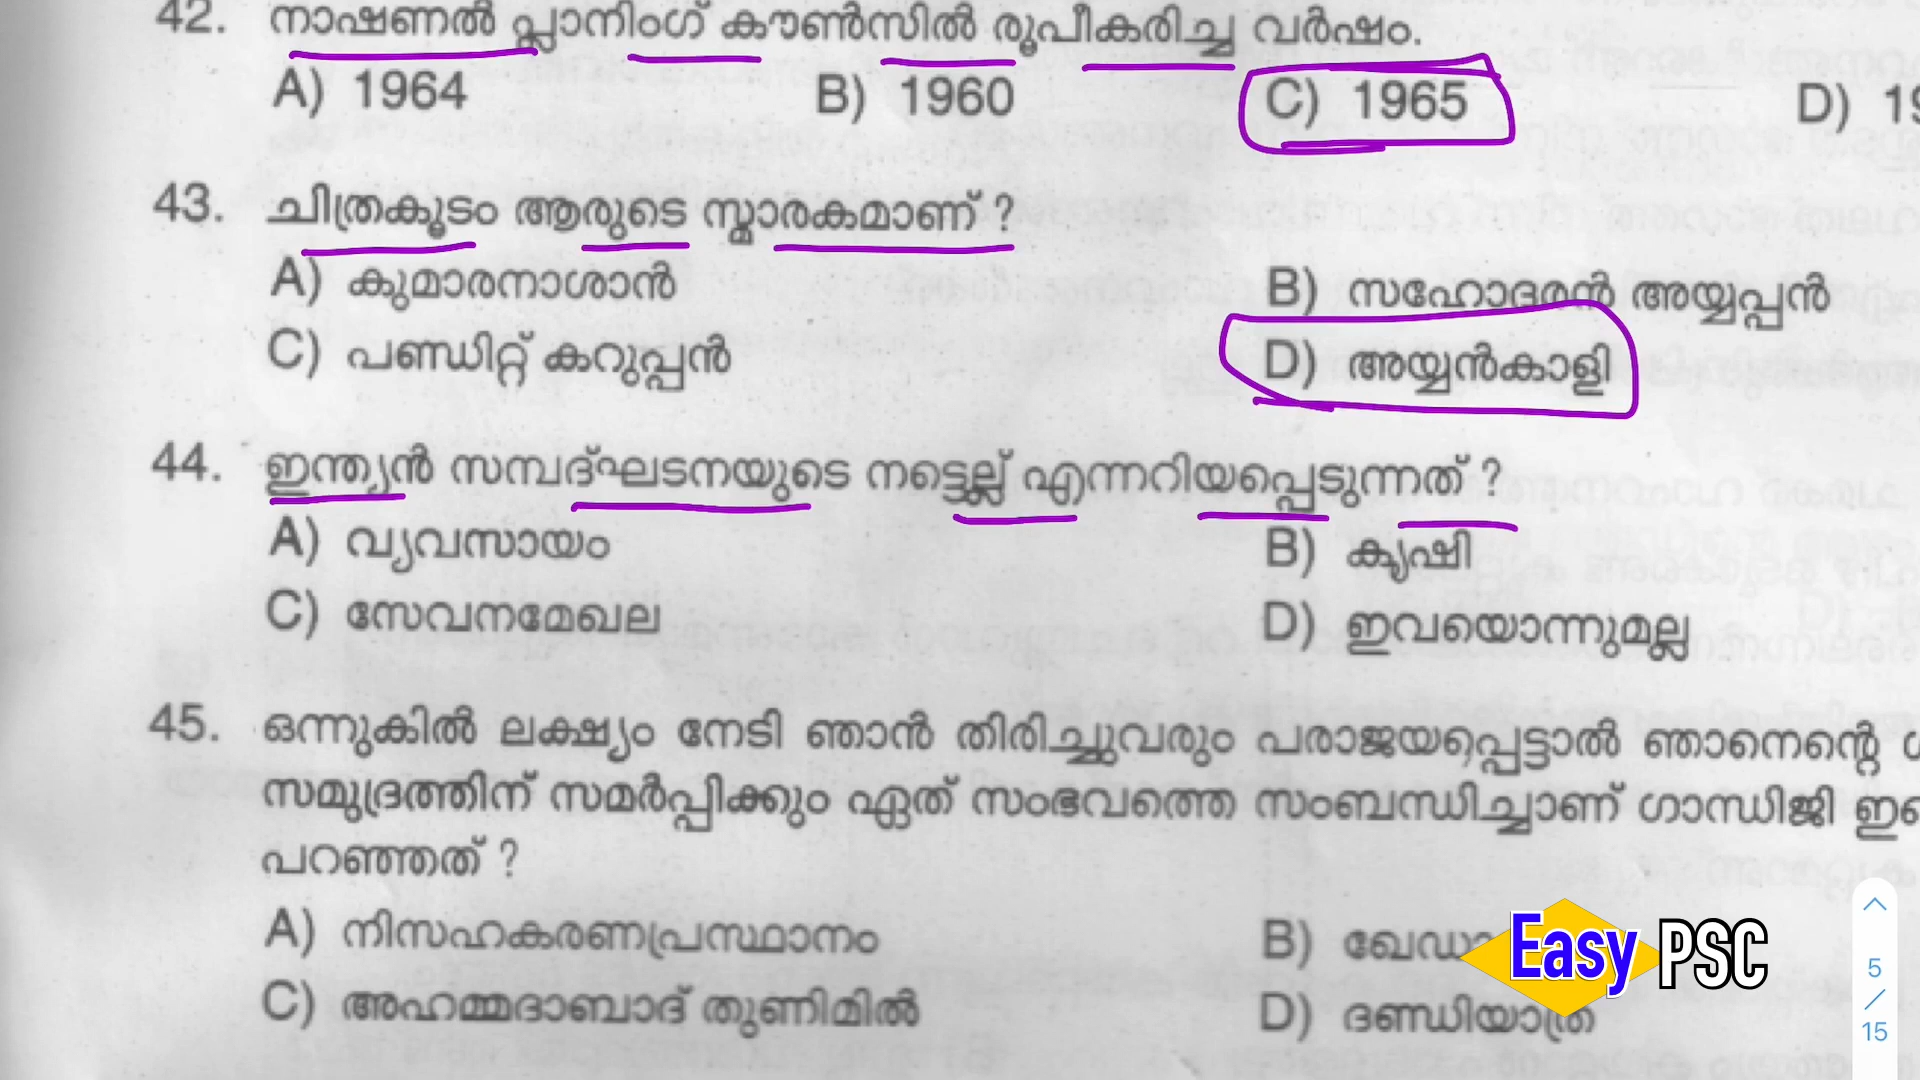 42. നാഷണൽ പ്ലാനിംഗ് കൗൺസിൽ രൂപീകരിച്ച വർഷം.
A) 1964 B) 1960 C) 1965 D)
43. ചിത്രകൂടം ആരുടെ സ്മാരകമാണ് ?
A) കുമാരനാശാൻ B) സഹോദരൻ അയ്യപ്പൻ
C) പണ്ഡിറ്റ് കറുപ്പൻ D) അയ്യൻകാളി
44. ഇന്ത്യൻ സമ്പദ്ഘടനയുടെ നട്ടെല്ല് എന്നറിയപ്പെടുന്നത് ?
A) വ്യവസായം B) കൃഷി
C) സേവനമേഖല D) ഇവയൊന്നുമല്ല
45. ഒന്നുകിൽ ലക്ഷ്യം നേടി ഞാൻ തിരിച്ചുവരും പരാജയപ്പെട്ടാൽ ഞാനെന്റെ
സമുദ്രത്തിന് സമർപ്പിക്കും ഏത് സംഭവത്തെ സംബന്ധിച്ചാണ് ഗാന്ധിജി
പറഞ്ഞത് ?
A) നിസഹകരണപ്രസ്ഥാനം B)
C) അഹമ്മദാബാദ് തുണിമിൽ D) ദണ്ഡിയാത്ര
Easy PSC
5
/
15